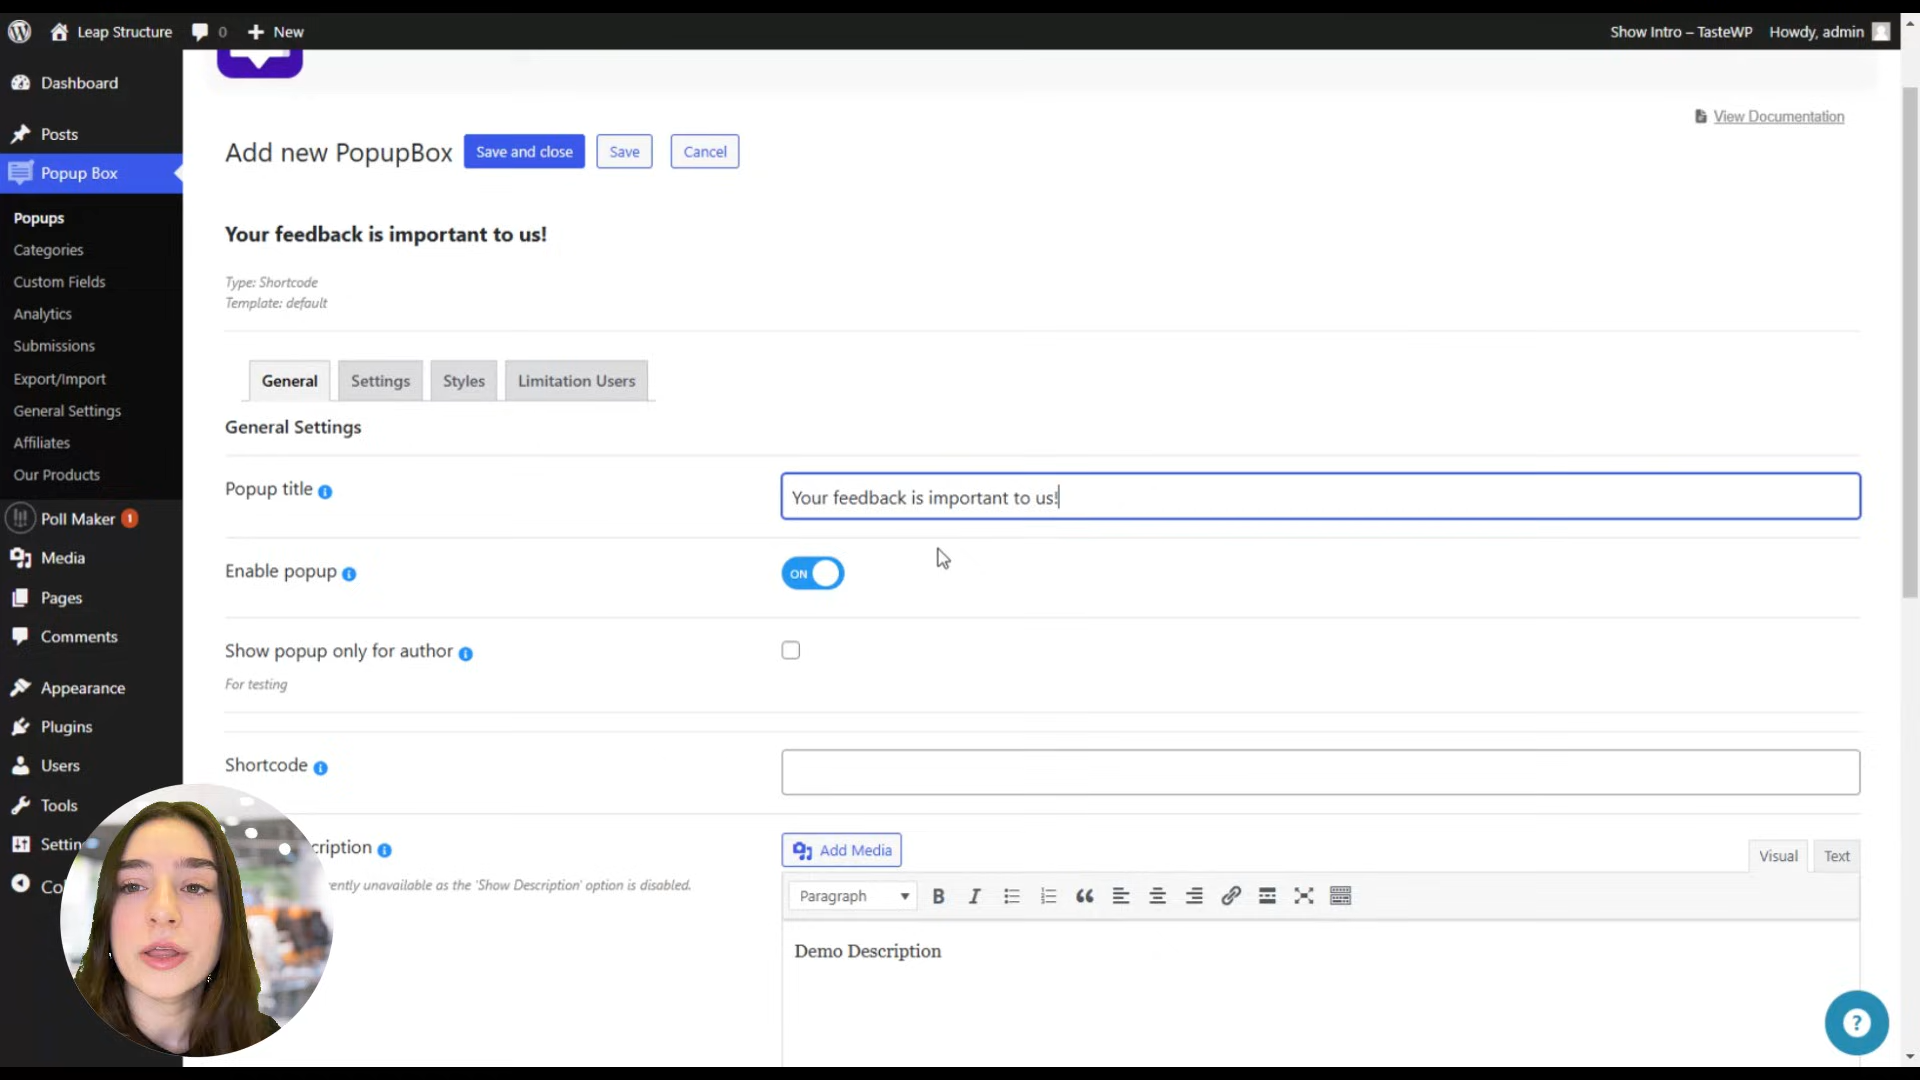 Leap Structure 0 New Show Intro – TasteWP Howdy, admin
Dashboard
Posts
Popup Box
Popups
Categories
Custom Fields
Analytics
Submissions
Export/Import
General Settings
Affiliates
Our Products
Poll Maker 1
Media
Pages
Comments
Appearance
Plugins
Users
Tools
Settin
Co
View Documentation
Add new PopupBox Save and close Save Cancel
Your feedback is important to us!
Type: Shortcode
Template: default
General Settings Styles Limitation Users
General Settings
Popup title Your feedback is important to us!
Enable popup ON
Show popup only for author
For testing
Shortcode
cription Add Media Visual Text
ently unavailable as the 'Show Description' option is disabled.
Paragraph B I
Demo Description
?